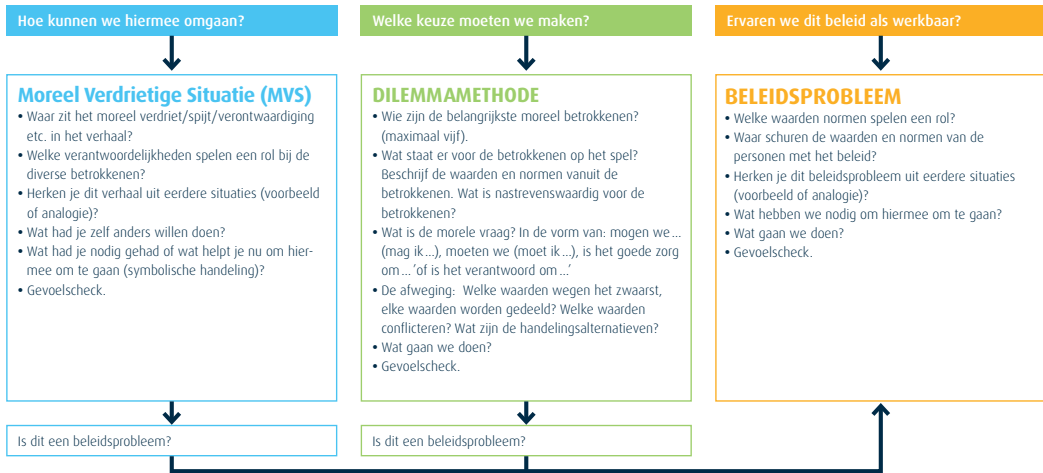 Hoe kunnen we hiermee omgaan?
Moreel Verdrietige Situatie (MVS)
• Waar zit het moreel verdriet/spijt/verontwaardiging
etc. in het verhaal?
• Welke verantwoordelijkheden spelen een rol bij de
diverse betrokkenen?
• Herken je dit verhaal uit eerdere situaties (voorbeeld
of analogie)?
• Wat had je zelf anders willen doen?
• Wat had je nodig gehad of wat helpt je nu om hier-
mee om te gaan (symbolische handeling)?
• Gevoelscheck.
Is dit een beleidsprobleem?
Welke keuze moeten we maken?
DILEMMAMETHODE
• Wie zijn de belangrijkste moreel betrokkenen?
(maximaal vijf).
• Wat staat er voor de betrokkenen op het spel?
Beschrijf de waarden en normen vanuit de
betrokkenen. Wat is nastrevenswaardig voor de
betrokkenen?
• Wat is de morele vraag? In de vorm van: mogen we…
(mag ik…), moeten we (moet ik…), is het goede zorg
om… ‘of is het verantwoord om…’
• De afweging:  Welke waarden wegen het zwaarst,
elke waarden worden gedeeld? Welke waarden
conflicteren? Wat zijn de handelingsalternatieven?
• Wat gaan we doen?
• Gevoelscheck.
Is dit een beleidsprobleem?
Ervaren we dit beleid als werkbaar?
BELEIDSPROBLEEM
• Welke waarden normen spelen een rol?
• Waar schuren de waarden en normen van de
personen met het beleid?
• Herken je dit beleidsprobleem uit eerdere situaties
(voorbeeld of analogie)?
• Wat hebben we nodig om hiermee om te gaan?
• Wat gaan we doen?
• Gevoelscheck.